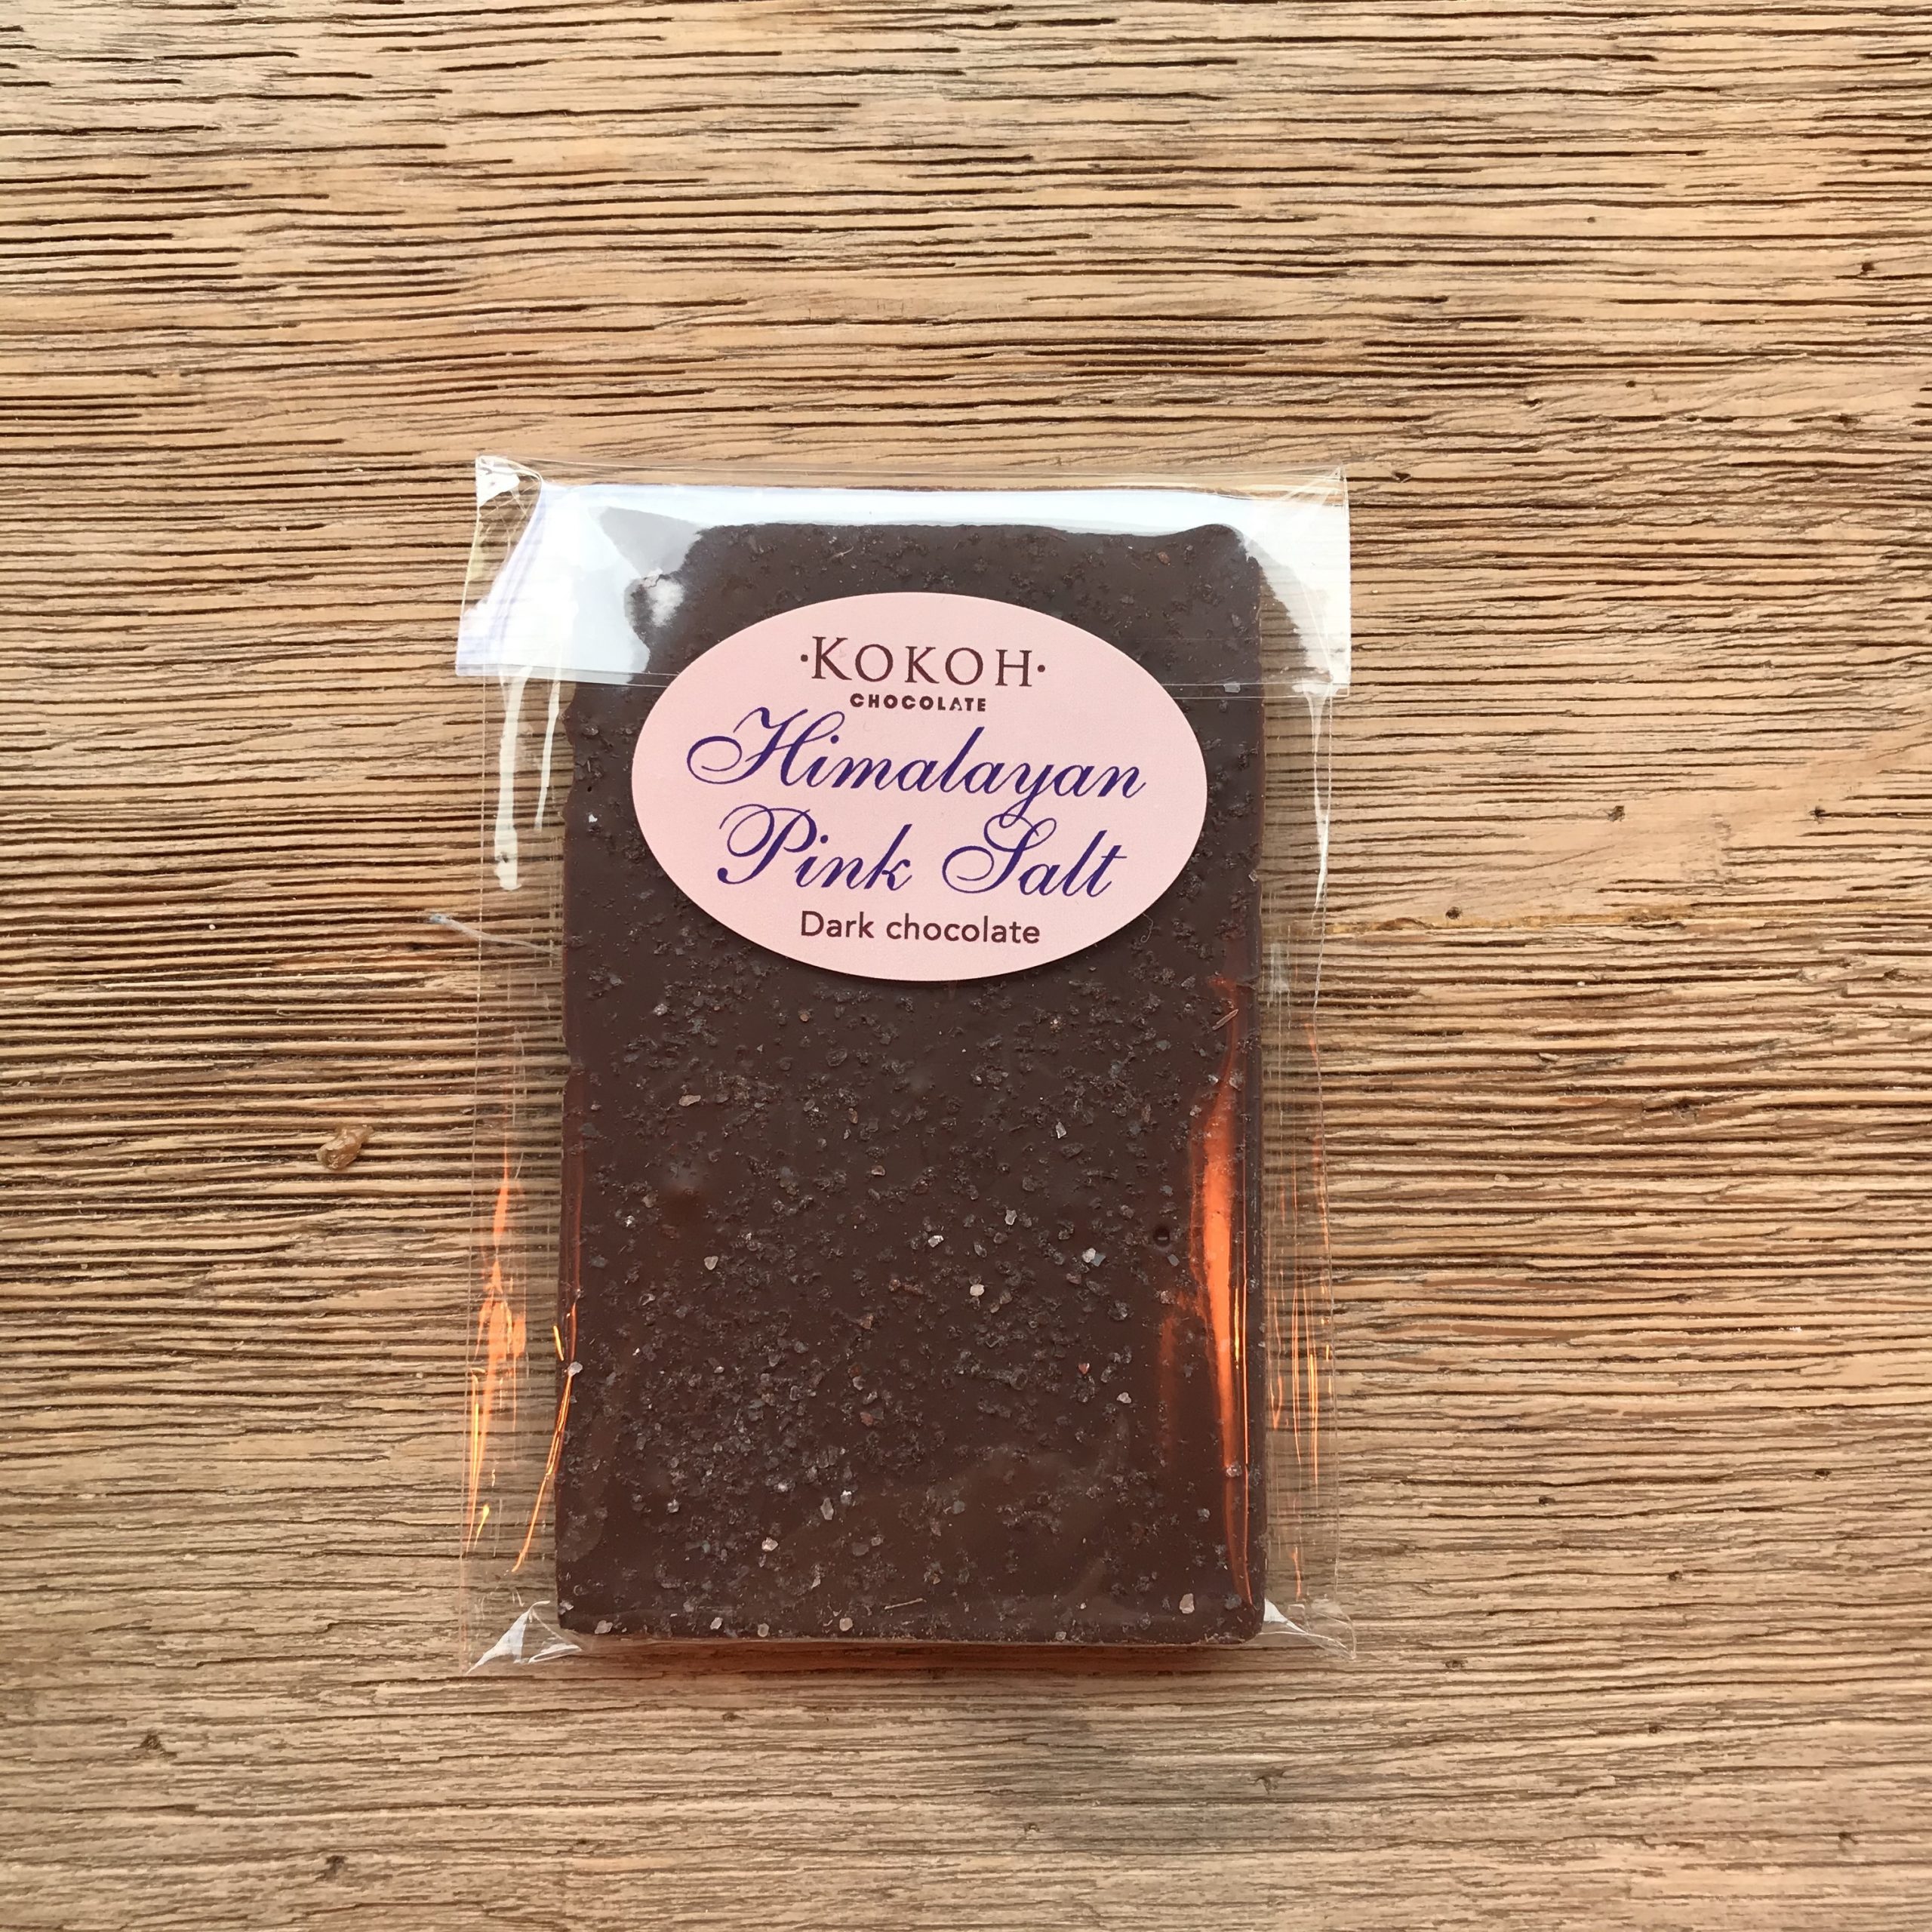 ·KOKOH·
CHOCOLATE
Himalayan
Pink Salt
Dark chocolate